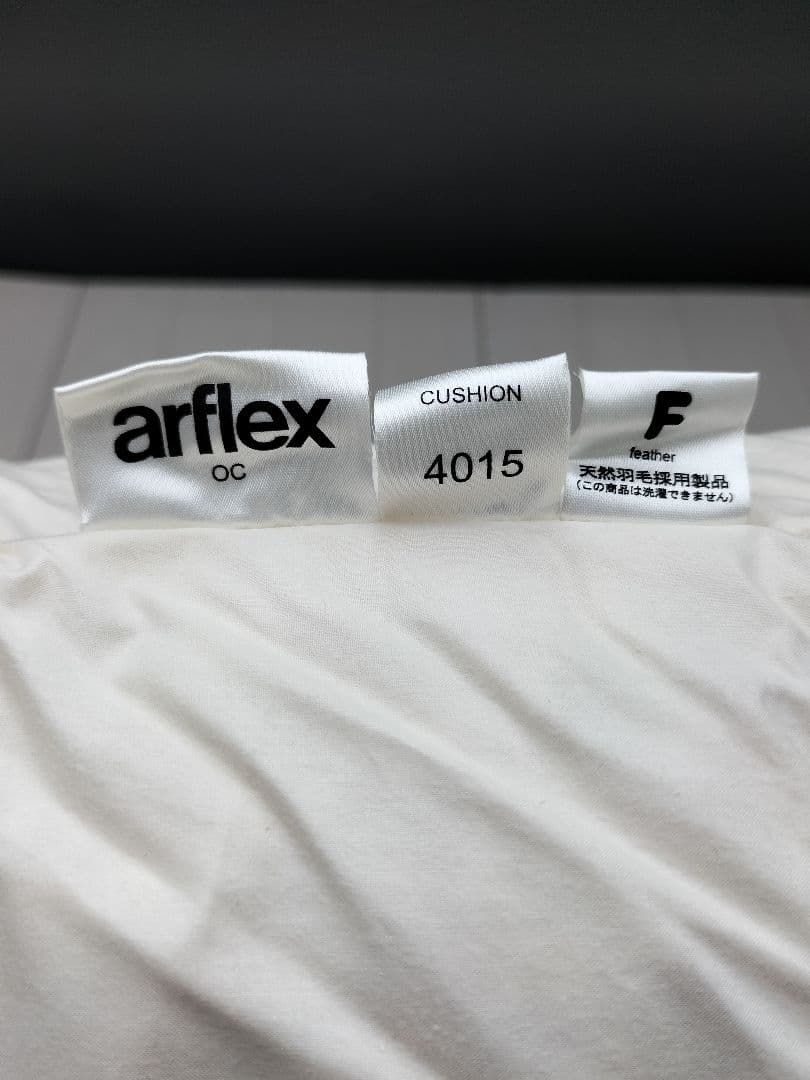 arflex
OC
CUSHION
4015
F
feather
天然羽毛採用製品
(この商品は洗濯できません)